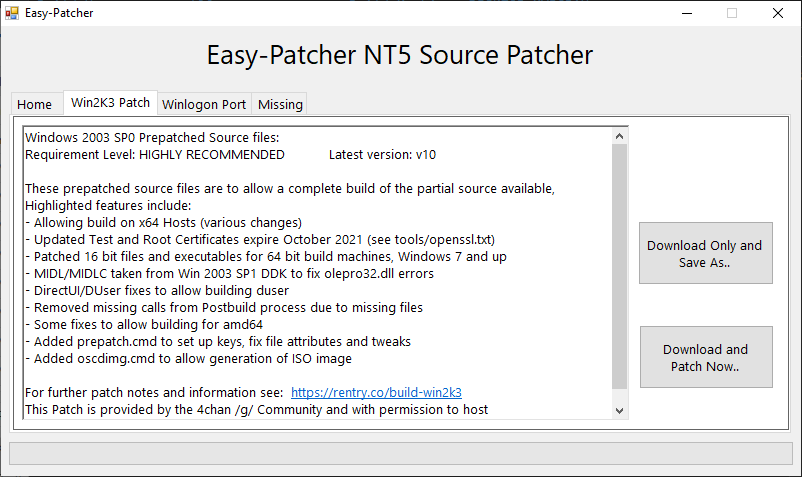 Easy-Patcher
Easy-Patcher NT5 Source Patcher
Home
Win2K3 Patch
Winlogon Port
Missing
Windows 2003 SP0 Prepatched Source files:
Requirement Level: HIGHLY RECOMMENDED Latest version: v10
These prepatched source files are to allow a complete build of the partial source available,
Highlighted features include:
- Allowing build on x64 Hosts (various changes)
- Updated Test and Root Certificates expire October 2021 (see tools/openssl.txt)
- Patched 16 bit files and executables for 64 bit build machines, Windows 7 and up
- MIDL/MIDLC taken from Win 2003 SP1 DDK to fix olepro32.dll errors
- DirectUI/DUser fixes to allow building duser
- Removed missing calls from Postbuild process due to missing files
- Some fixes to allow building for amd64
- Added prepatch.cmd to set up keys, fix file attributes and tweaks
- Added oscdimg.cmd to allow generation of ISO image
For further patch notes and information see: https://rentry.co/build-win2k3
This Patch is provided by the 4chan /g/ Community and with permission to host
Download Only and
Save As..
Download and
Patch Now..